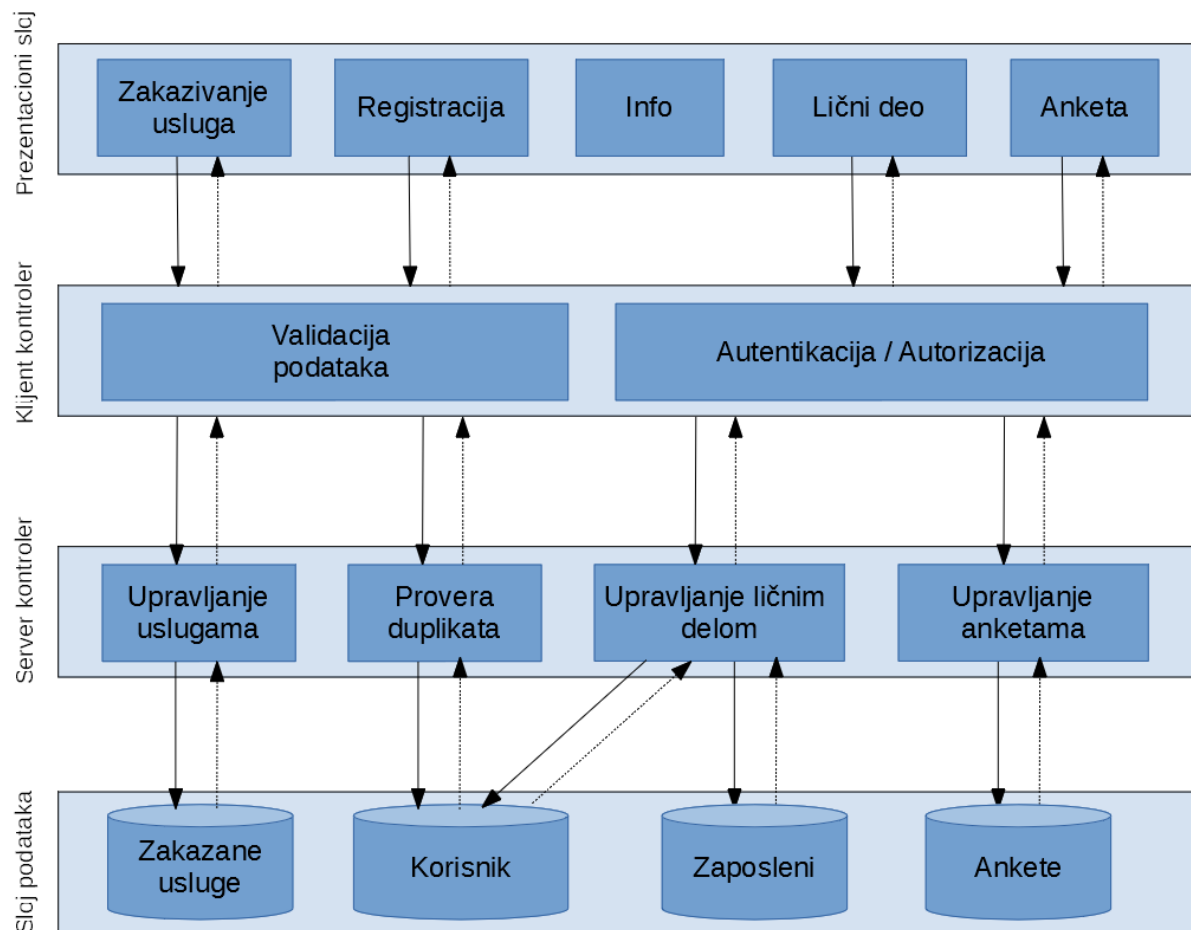 Prezentacioni sloj
Zakazivanje
usluga
Registracija
Info
Lični deo
Anketa
Klijent kontroler
Validacija
podataka
Autentikacija / Autorizacija
Server kontroler
Upravljanje
uslugama
Provera
duplikata
Upravljanje ličnim
delom
Upravljanje
anketama
Sloj podataka
Zakazane
usluge
Korisnik
Zaposleni
Ankete